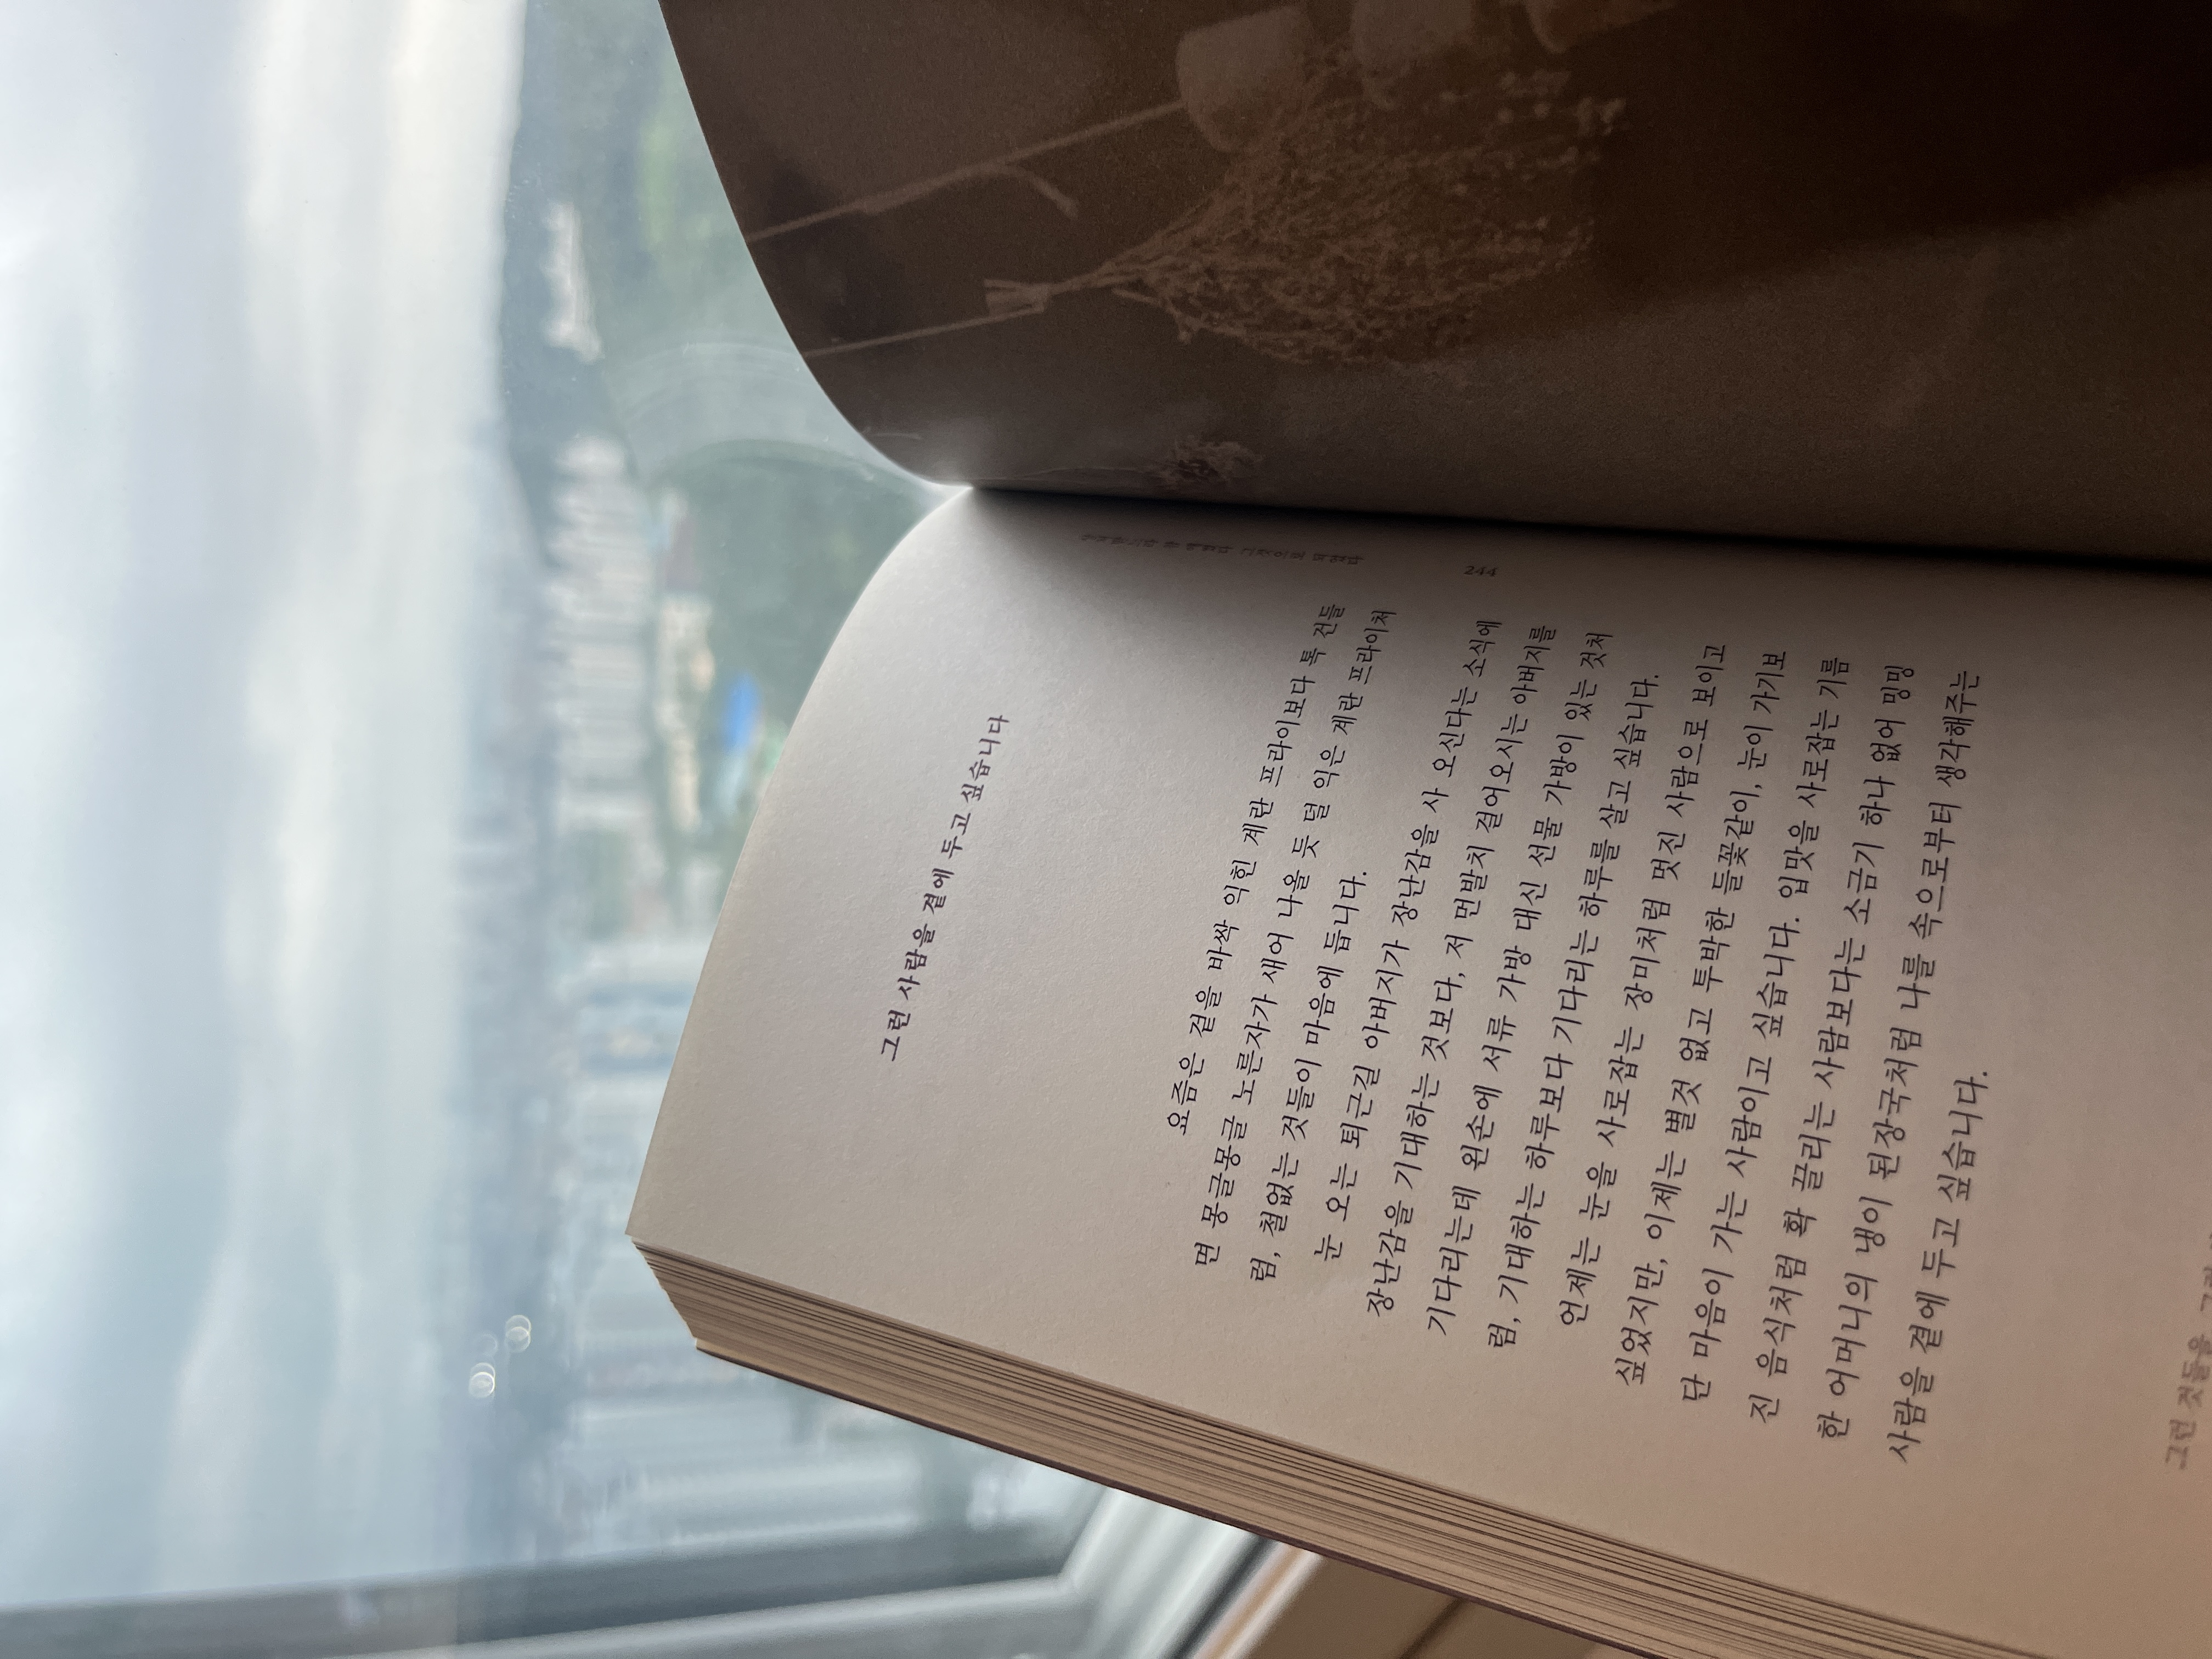 그런 사람을 곁에 두고 싶습니다
요즘은 겉을 바싹 익힌 계란 프라이보다 톡 건들
면 몽글몽글 노른자가 새어 나올 듯 덜 익은 계란 프라이처
럼, 철없는 것들이 마음에 듭니다.
눈 오는 퇴근길 아버지가 장난감을 사 오신다는 소식에
장난감을 기대하는 것보다, 저 먼발치 걸어오시는 아버지를
기다리는데 왼손에 서류 가방 대신 선물 가방이 있는 것처
럼, 기대하는 하루보다 기다리는 하루를 살고 싶습니다.
언제는 눈을 사로잡는 장미처럼 멋진 사람으로 보이고
싶었지만, 이제는 별것 없고 투박한 들꽃같이, 눈이 가기보
단 마음이 가는 사람이고 싶습니다. 입맛을 사로잡는 기름
진 음식처럼 확 끌리는 사람보다는 소금기 하나 없어 밍밍
한 어머니의 냉이 된장국처럼 나를 속으로부터 생각해주는
사람을 곁에 두고 싶습니다.
244
그런 것들을, 그런